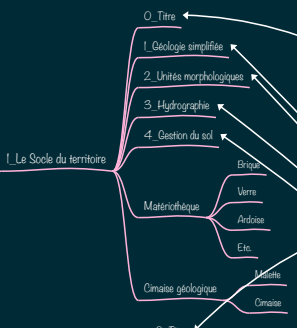 0_Titre
1_Géologie simplifiée
2_Unités morphologiques
3_Hydrographie
4_Gestion du sol
1_Le Socle du territoire
Matériothèque
Brique
Verre
Ardoise
Etc.
Cimaise géologique
Malette
Cimaise